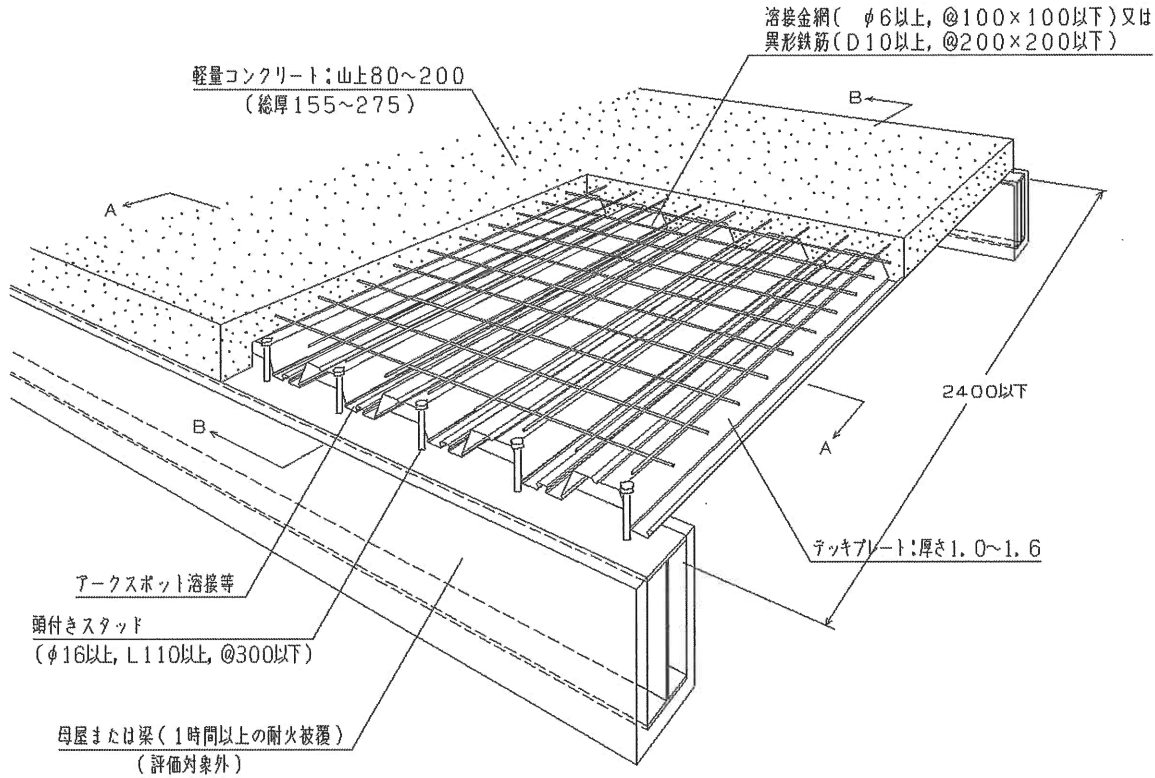 溶接金網( φ6以上, @100×100以下)又は
異形鉄筋(D10以上, @200×200以下)
軽量コンクリート:山上80~200
(総厚155~275)
B
A
2400以下
B
A
デッキプレート:厚さ1.0~1.6
アークスポット溶接等
頭付きスタッド
(φ16以上, L110以上, @300以下)
母屋または梁(1時間以上の耐火被覆)
(評価対象外)